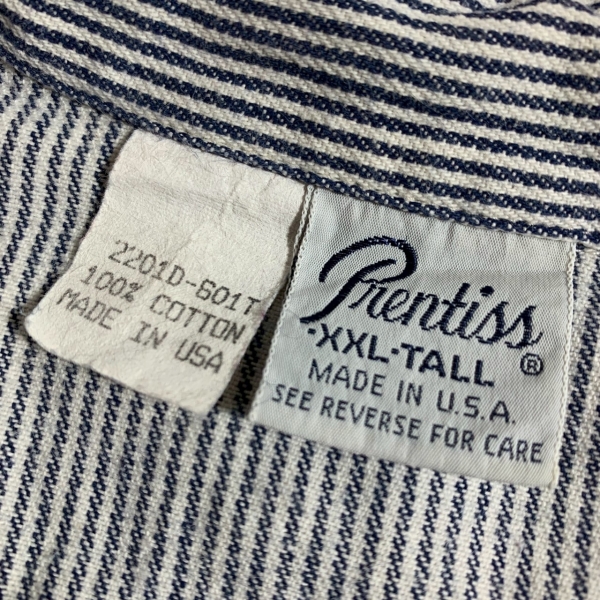 2201D-601T
100% COTTON
MADE IN USA
Prentiss ®
-XXL-TALL
MADE IN U.S.A.
SEE REVERSE FOR CARE